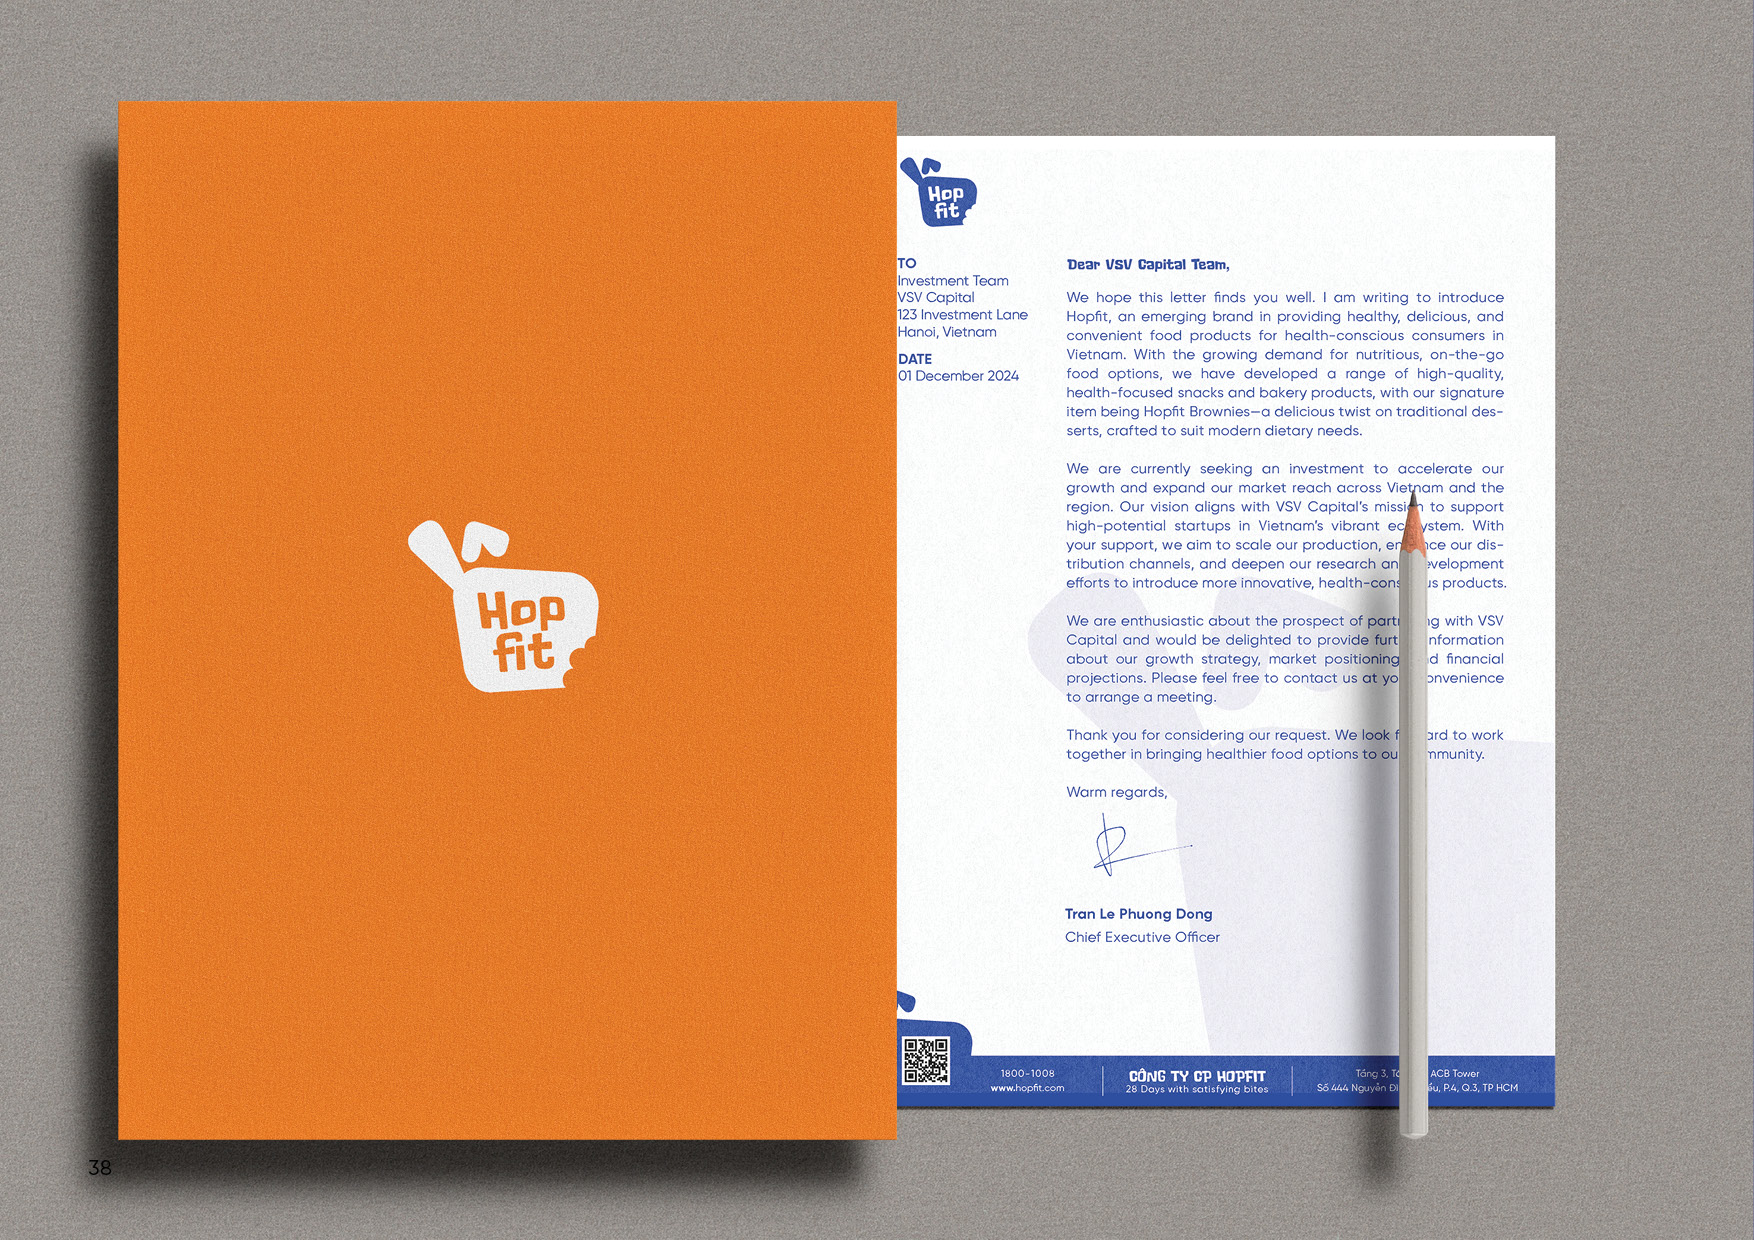 Hop
fit
Hop
fit
TO
Investment Team
VSV Capital
123 Investment Lane
Hanoi, Vietnam
DATE
01 December 2024
Dear VSV Capital Team,
We hope this letter finds you well. I am writing to introduce
Hopfit, an emerging brand in providing healthy, delicious, and
convenient food products for health-conscious consumers in
Vietnam. With the growing demand for nutritious, on-the-go
food options, we have developed a range of high-quality,
health-focused snacks and bakery products, with our signature
item being Hopfit Brownies—a delicious twist on traditional des-
serts, crafted to suit modern dietary needs.
We are currently seeking an investment to accelerate our
growth and expand our market reach across Vietnam and the
region. Our vision aligns with VSV Capital's mission to support
high-potential startups in Vietnam's vibrant With
your support, we aim to scale our production, our dis-
tribution channels, and deepen our research
efforts to introduce more innovative, products.
We are enthusiastic about the prospect of with VSV
Capital and would be delighted to provide
about our growth strategy, market positioning financial
projections. Please feel free to contact us at
to arrange a meeting.
Thank you for considering our request. We look to work
together in bringing healthier food options to
Warm regards,
Tran Le Phuong Dong
Chief Executive Officer
1800-1008
www.hopfit.com
CÔNG TY CP HOPFIT
28 Days with satisfying bites
Tầng 3, ACB Tower
Số 444 Nguyễn P.4, Q.3, TP HCM
38